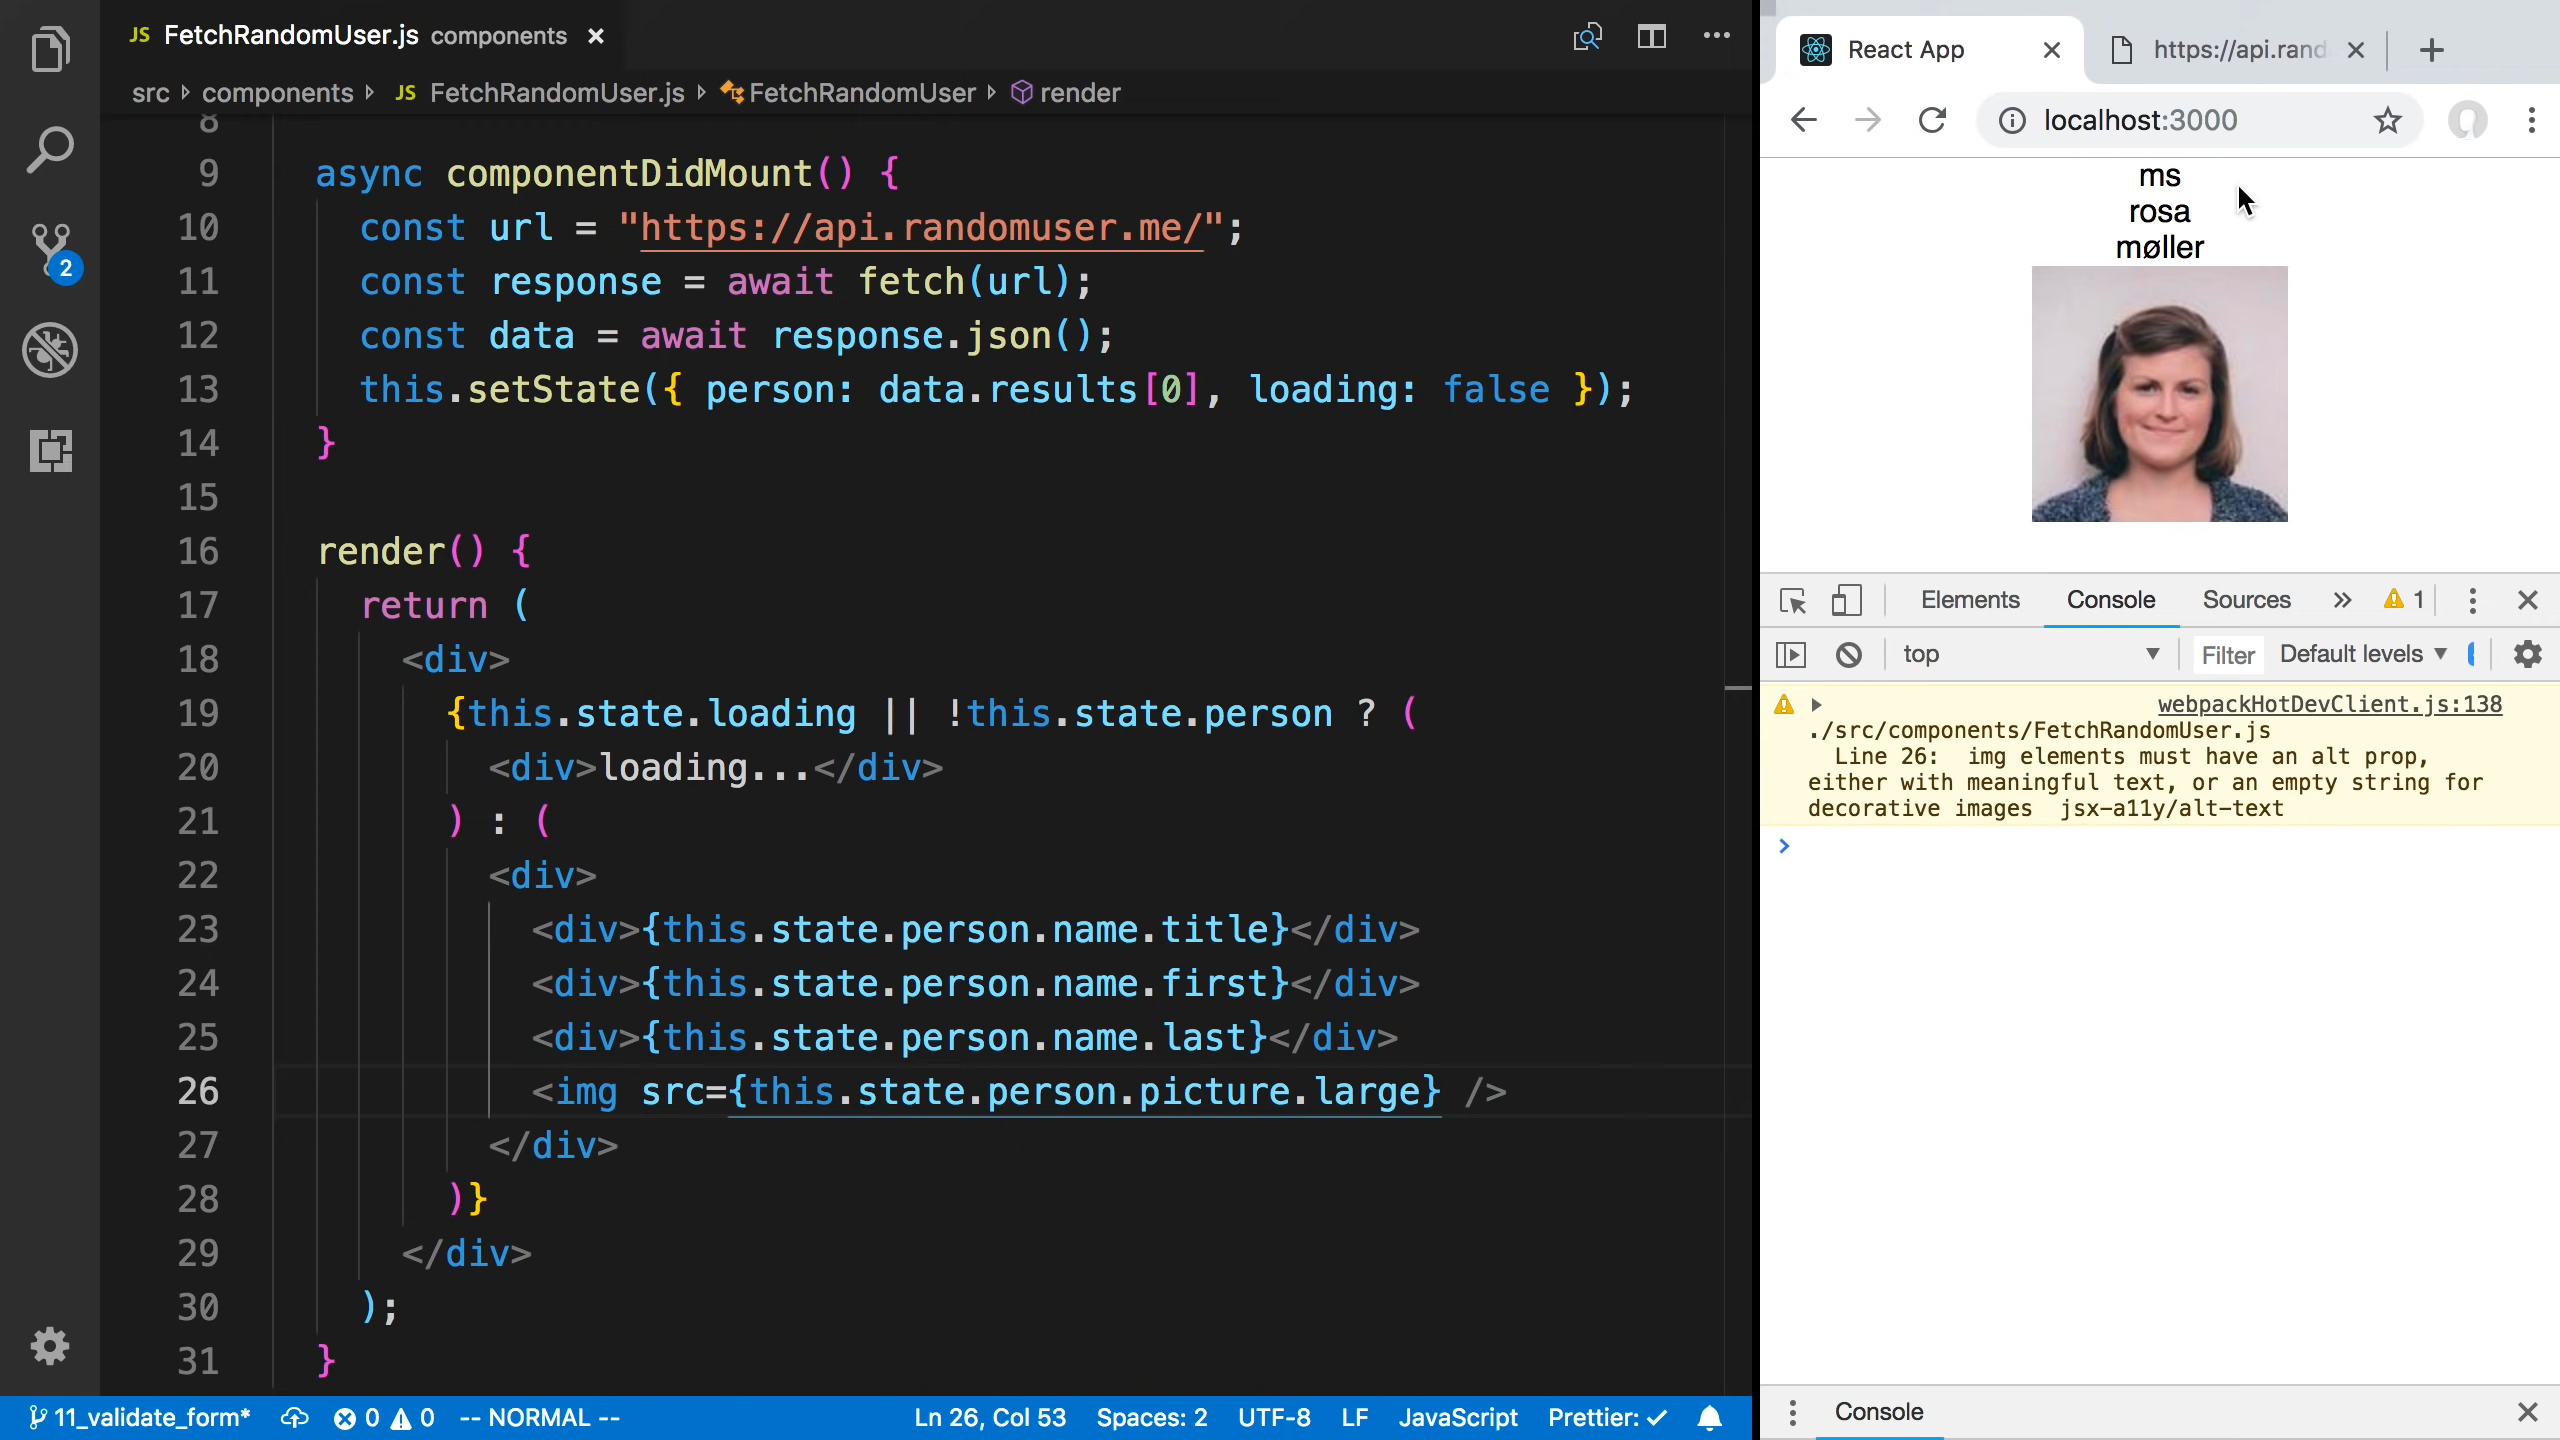 JS FetchRandomUser.js components
src components JS FetchRandomUser.js FetchRandomUser render
8
9 async componentDidMount() {
10 const url = "https://api.randomuser.me/";
11 const response = await fetch(url);
12 const data = await response.json();
13 this.setState({ person: data.results[0], loading: false });
14 }
15
16 render() {
17 return (
18 <div>
19 {this.state.loading || !this.state.person ? (
20 <div>loading...</div>
21 ) : (
22 <div>
23 <div>{this.state.person.name.title}</div>
24 <div>{this.state.person.name.first}</div>
25 <div>{this.state.person.name.last}</div>
26 <img src={this.state.person.picture.large} />
27 </div>
28 )}
29 </div>
30 );
31 }
2
11_validate_form* 0 0 -- NORMAL -- Ln 26, Col 53 Spaces: 2 UTF-8 LF JavaScript Prettier: ✓
React App https://api.rand
localhost:3000
ms
rosa
møller
Elements Console Sources » 1
top Filter Default levels
webpackHotDevClient.js:138
./src/components/FetchRandomUser.js
Line 26: img elements must have an alt prop,
either with meaningful text, or an empty string for
decorative images jsx-a11y/alt-text
Console